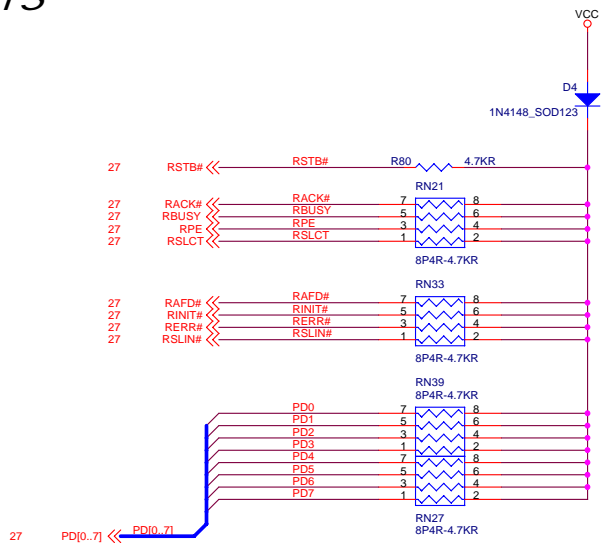 VCC
D4
1N4148_SOD123
27 RSTB# RSTB# R80 4.7KR
RN21
27 RACK# RACK# 7 8
27 RBUSY RBUSY 5 6
27 RPE RPE 3 4
27 RSLCT RSLCT 1 2
8P4R-4.7KR
RN33
27 RAFD# RAFD# 7 8
27 RINIT# RINIT# 5 6
27 RERR# RERR# 3 4
27 RSLIN# RSLIN# 1 2
8P4R-4.7KR
RN39
8P4R-4.7KR
PD0 7 8
PD1 5 6
PD2 3 4
PD3 1 2
PD4 7 8
PD5 5 6
PD6 3 4
PD7 1 2
RN27
8P4R-4.7KR
27 PD[0..7] PD[0..7]